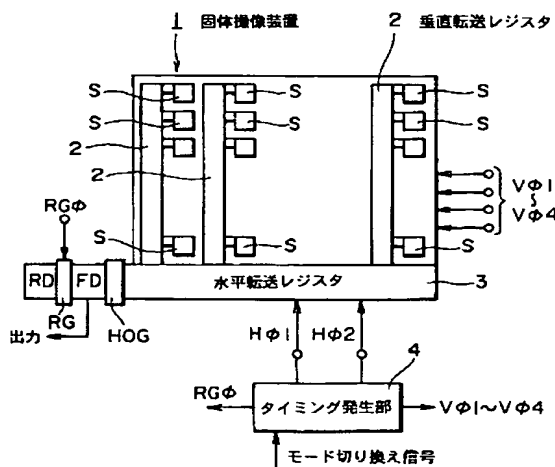 1 固体撮像装置
2 垂直転送レジスタ
S S S
S S S
2
2
VΦ1
〜
VΦ4
RGΦ
S S S
RD FD
水平転送レジスタ
3
RG
HOG
出力
HΦ1 HΦ2
4
RGΦ
タイミング発生部
VΦ1〜VΦ4
モード切り換え信号